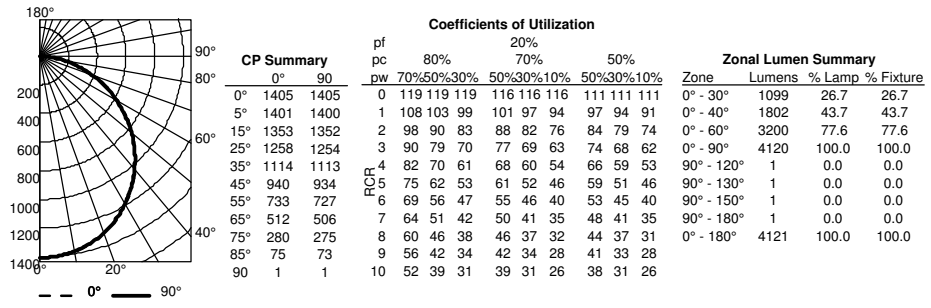 180°
90°
80°
200
400
60°
600
800
1000
1200
40°
1400
0°
20°
0° 90°
CP Summary
0° 90
0° 1405 1405
5° 1401 1400
15° 1353 1352
25° 1258 1254
35° 1114 1113
45° 940 934
55° 733 727
65° 512 506
75° 280 275
85° 75 73
90 1 1
Coefficients of Utilization
pf 20%
pc 80% 70% 50%
pw 70%50%30% 50%30%10% 50%30%10%
RCR
0 119 119 119 116 116 116 111 111 111
1 108 103 99 101 97 94 97 94 91
2 98 90 83 88 82 76 84 79 74
3 90 79 70 77 69 63 74 68 62
4 82 70 61 68 60 54 66 59 53
5 75 62 53 61 52 46 59 51 46
6 69 56 47 55 46 40 53 45 40
7 64 51 42 50 41 35 48 41 35
8 60 46 38 46 37 32 44 37 31
9 56 42 34 42 34 28 41 33 28
10 52 39 31 39 31 26 38 31 26
Zonal Lumen Summary
Zone Lumens % Lamp % Fixture
0° - 30° 1099 26.7 26.7
0° - 40° 1802 43.7 43.7
0° - 60° 3200 77.6 77.6
0° - 90° 4120 100.0 100.0
90° - 120° 1 0.0 0.0
90° - 130° 1 0.0 0.0
90° - 150° 1 0.0 0.0
90° - 180° 1 0.0 0.0
0° - 180° 4121 100.0 100.0